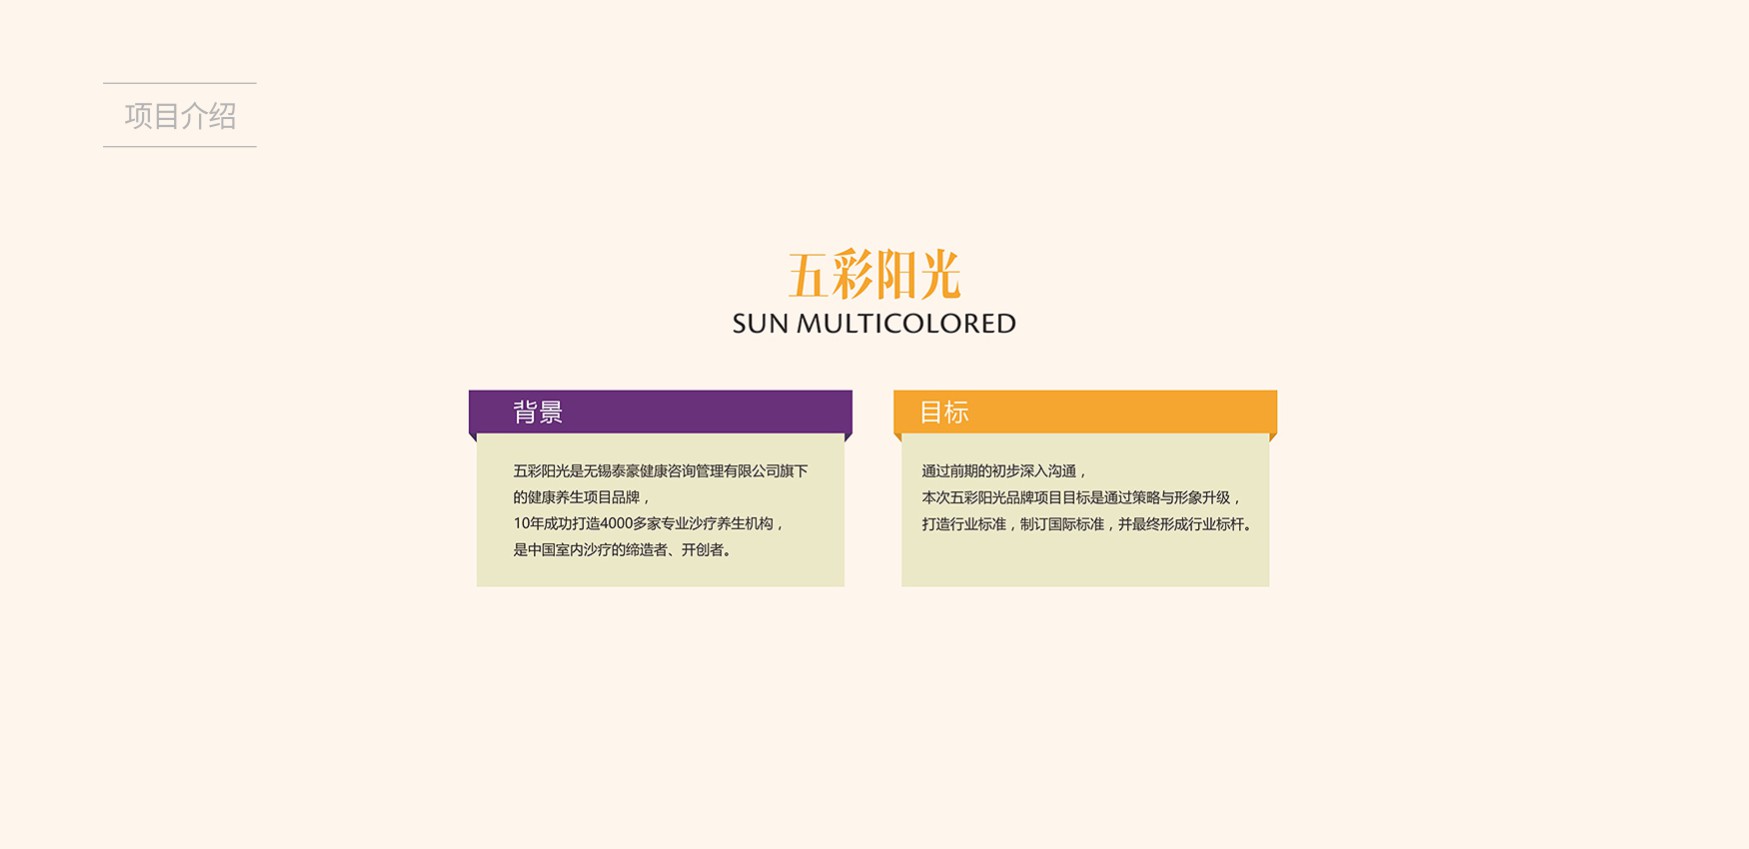 项目介绍
五彩阳光
SUN MULTICOLORED
背景
五彩阳光是无锡泰豪健康咨询管理有限公司旗下
的健康养生项目品牌，
10年成功打造4000多家专业沙疗养生机构，
是中国室内沙疗的缔造者、开创者。
目标
通过前期的初步深入沟通，
本次五彩阳光品牌项目目标是通过策略与形象升级，
打造行业标准，制订国际标准，并最终形成行业标杆。